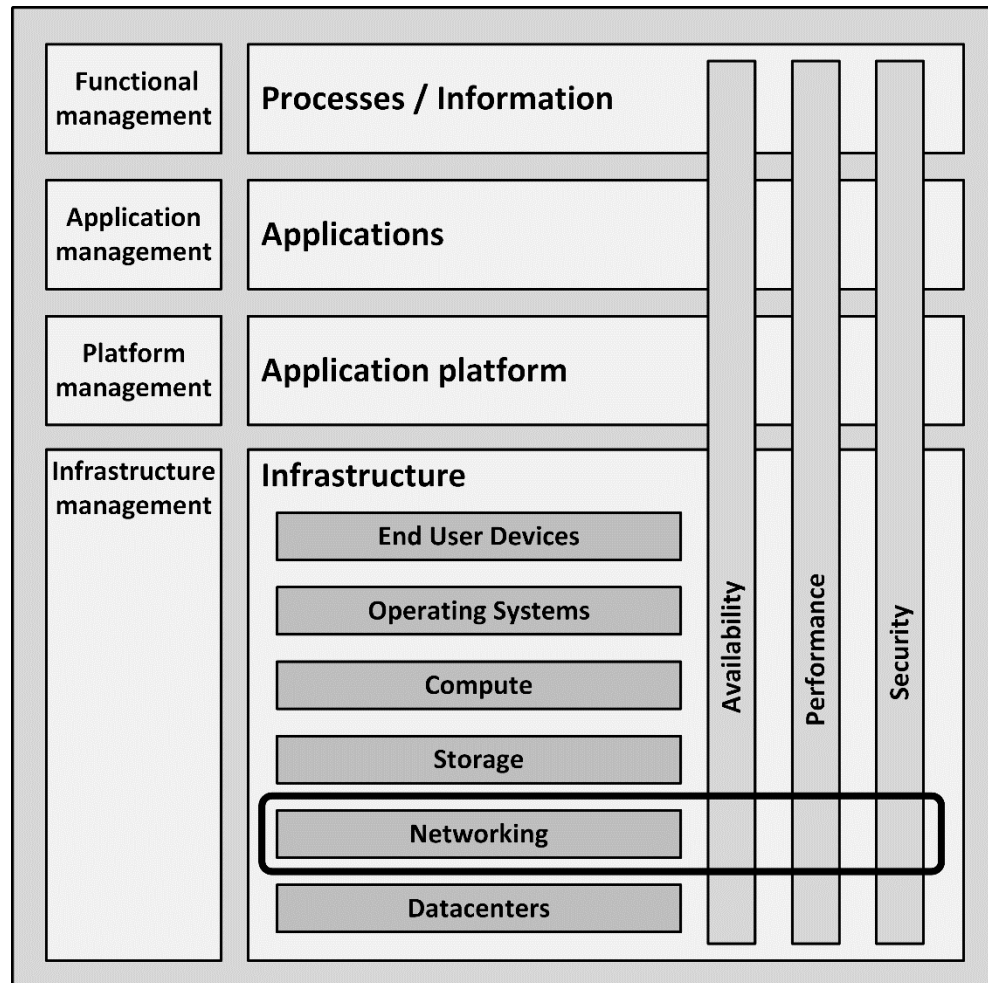 Functional
management
Processes / Information
Application
management
Applications
Platform
management
Application platform
Infrastructure
management
Infrastructure
End User Devices
Operating Systems
Compute
Storage
Networking
Datacenters
Availability
Performance
Security